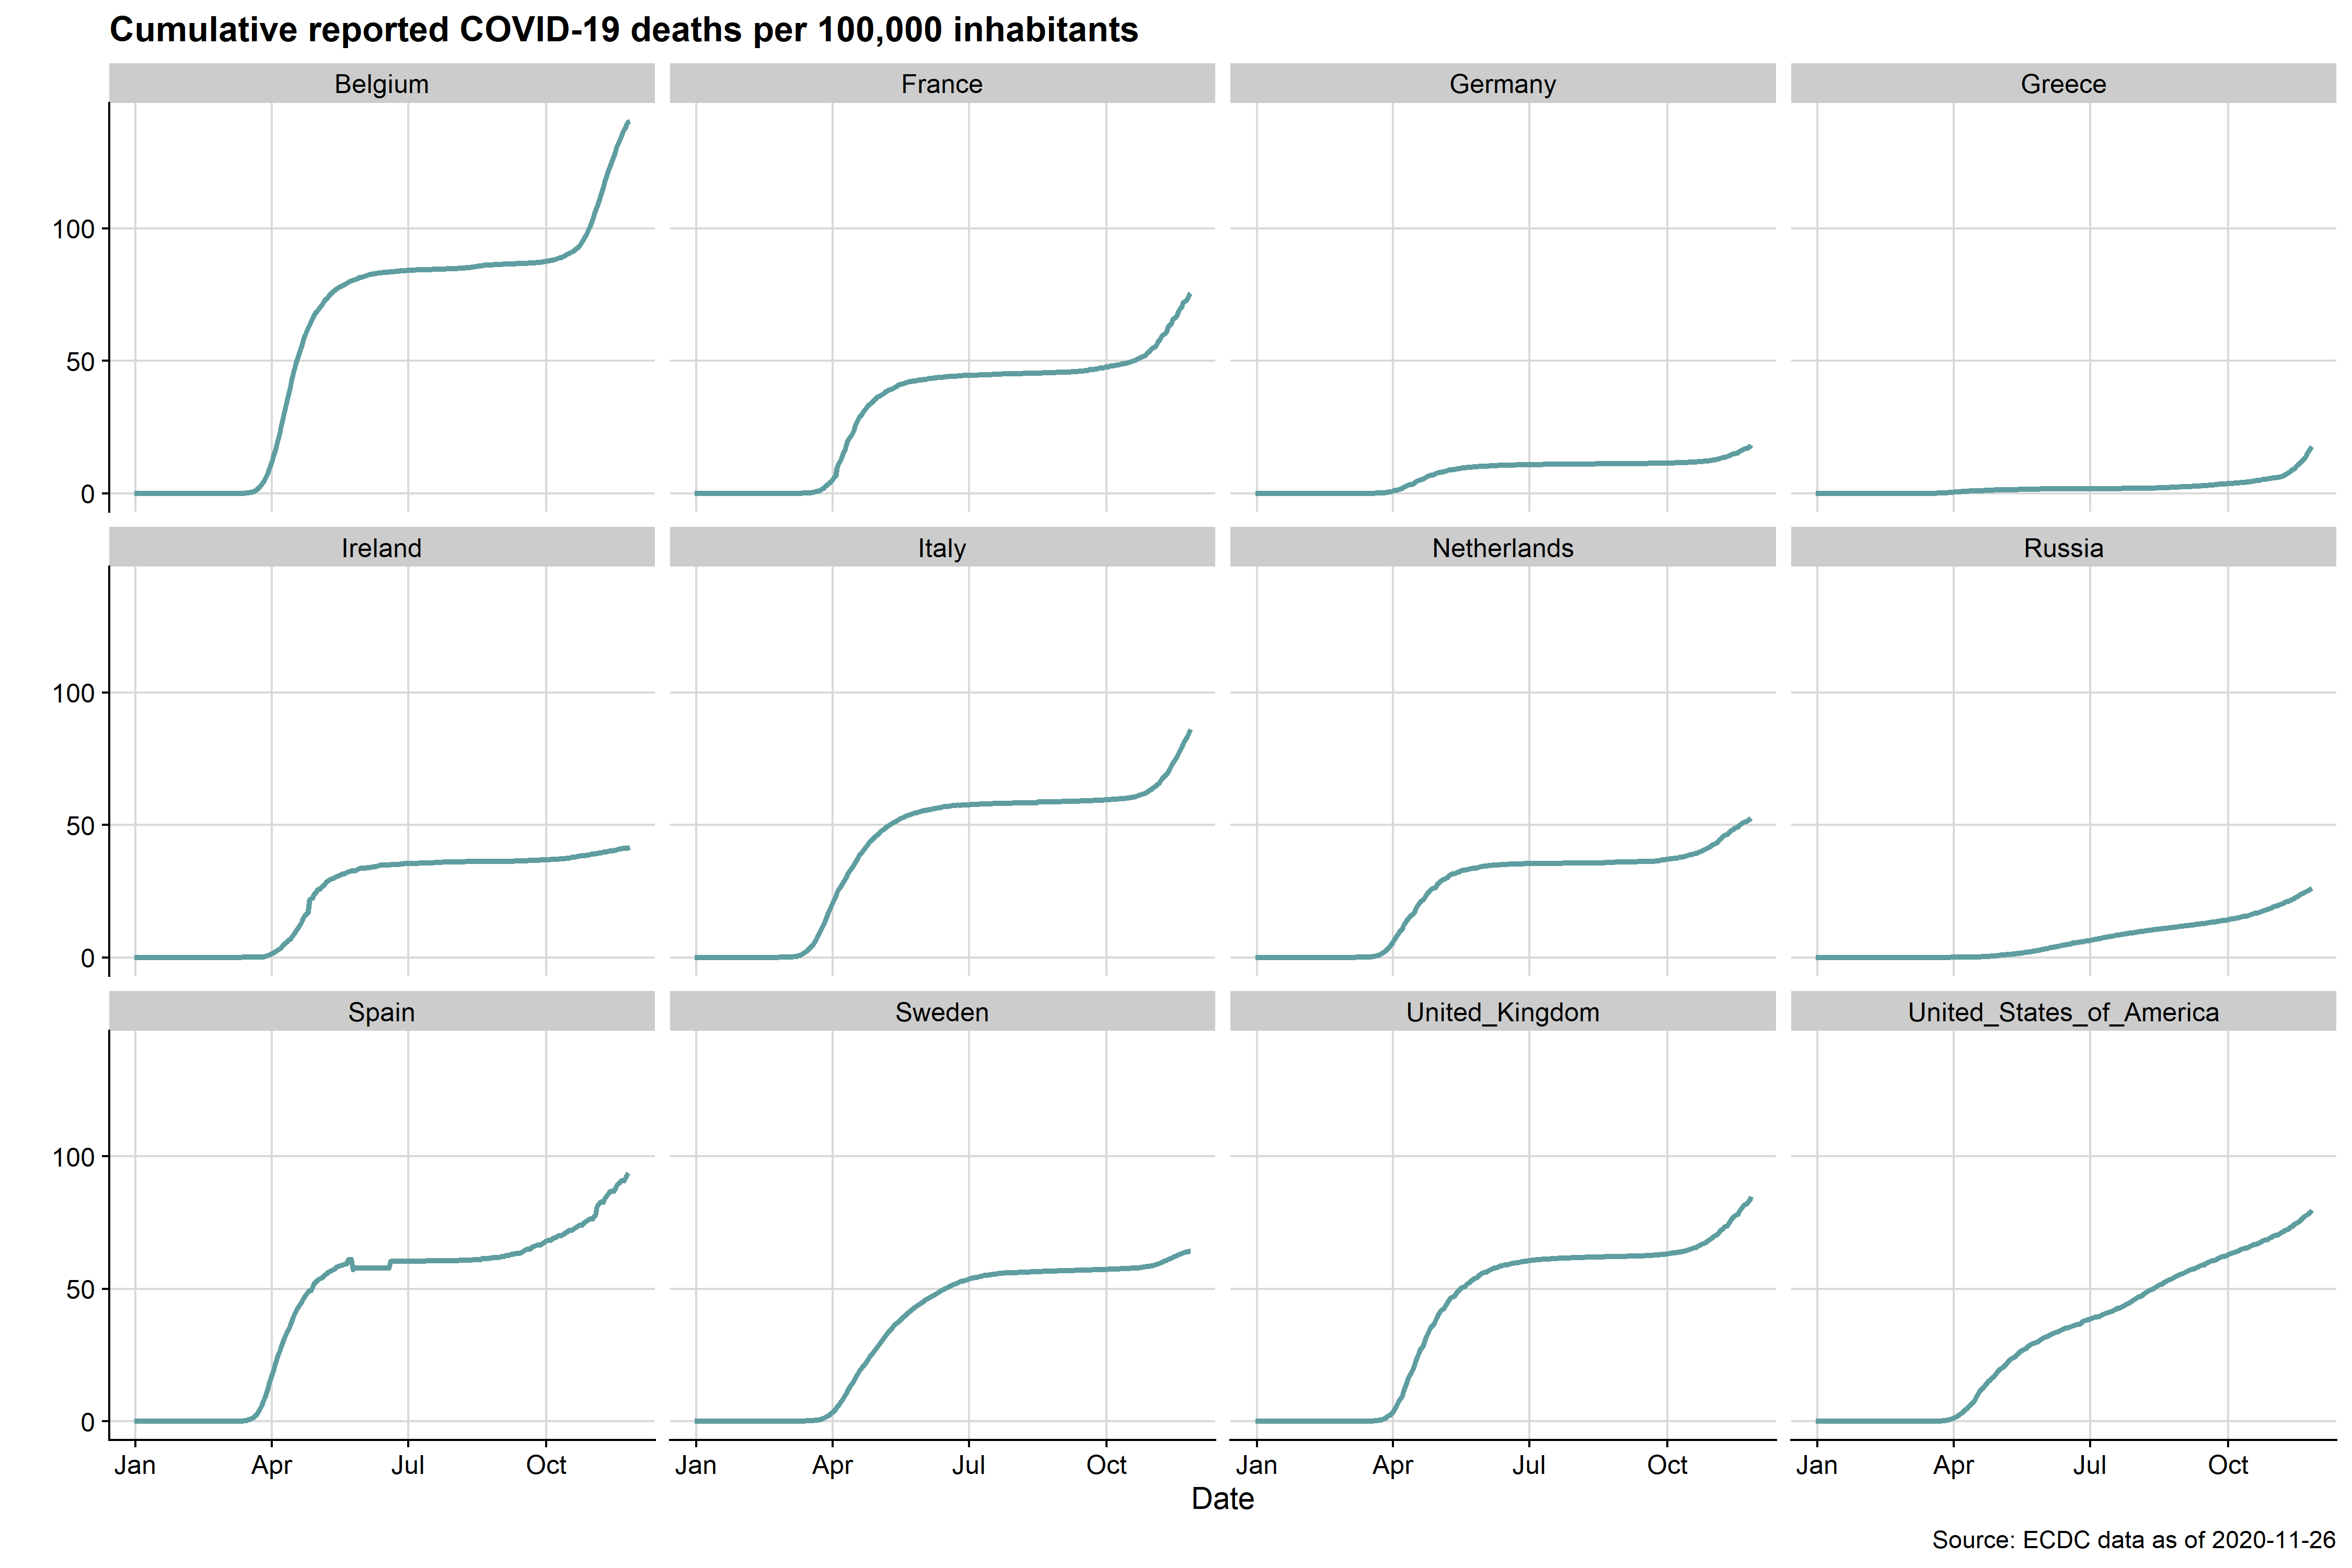 Cumulative reported COVID-19 deaths per 100,000 inhabitants
Belgium France Germany Greece
100
50
0
Ireland Italy Netherlands Russia
100
50
0
Spain Sweden United_Kingdom United_States_of_America
100
50
0
Jan Apr Jul Oct Jan Apr Jul Oct Jan Apr Jul Oct Jan Apr Jul Oct
Date
Source: ECDC data as of 2020-11-26